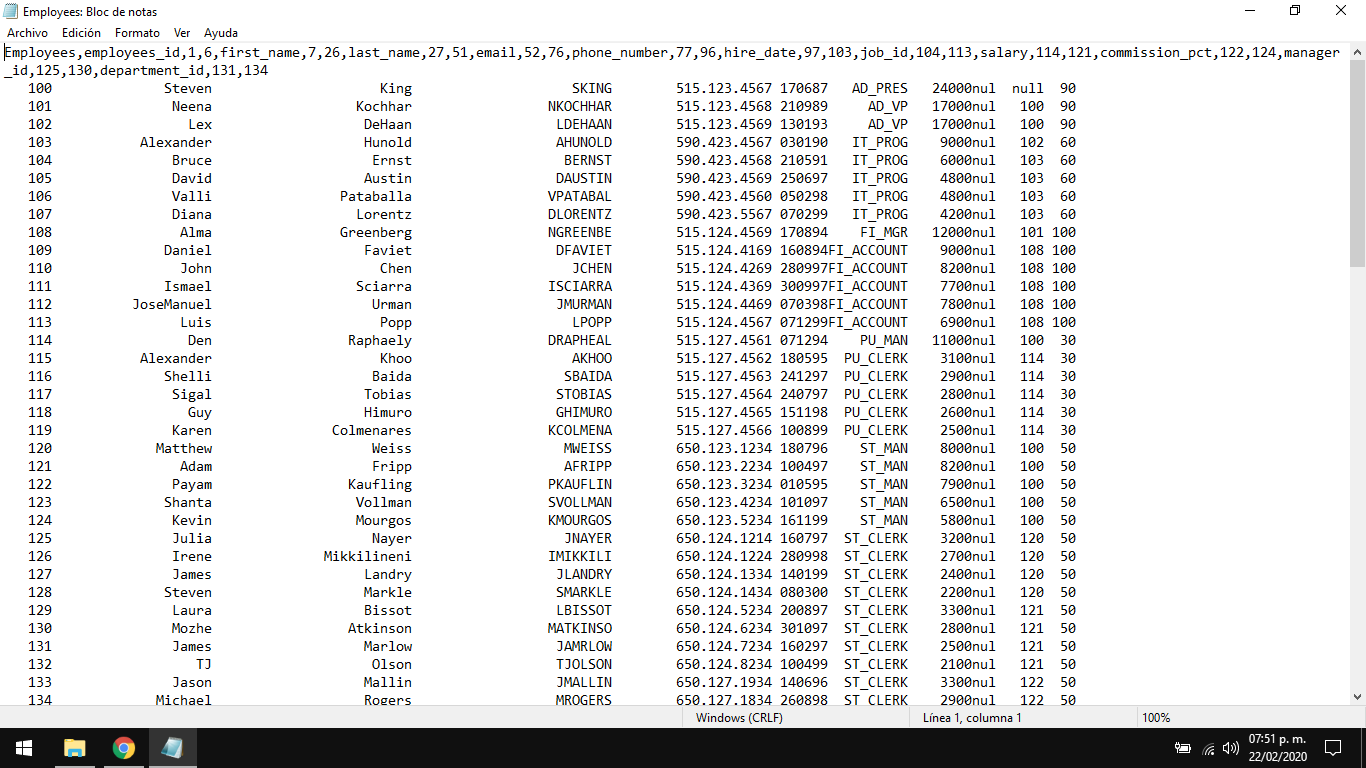 Employees: Bloc de notas
Archivo Edición Formato Ver Ayuda
Employees,employees_id,1,6,first_name,7,26,last_name,27,51,email,52,76,phone_number,77,96,hire_date,97,103,job_id,104,113,salary,114,121,commission_pct,122,124,manager
_id,125,130,department_id,131,134
100 Steven King SKING 515.123.4567 170687 AD_PRES 24000nul null 90
101 Neena Kochhar NKOCHHAR 515.123.4568 210989 AD_VP 17000nul 100 90
102 Lex DeHaan LDEHAAN 515.123.4569 130193 AD_VP 17000nul 100 90
103 Alexander Hunold AHUNOLD 590.423.4567 030190 IT_PROG 9000nul 102 60
104 Bruce Ernst BERNST 590.423.4568 210591 IT_PROG 6000nul 103 60
105 David Austin DAUSTIN 590.423.4569 250697 IT_PROG 4800nul 103 60
106 Valli Pataballa VPATABAL 590.423.4560 050298 IT_PROG 4800nul 103 60
107 Diana Lorentz DLORENTZ 590.423.5567 070299 IT_PROG 4200nul 103 60
108 Alma Greenberg NGREENBE 515.124.4569 170894 FI_MGR 12000nul 101 100
109 Daniel Faviet DFAVIET 515.124.4169 160894FI_ACCOUNT 9000nul 108 100
110 John Chen JCHEN 515.124.4269 280997FI_ACCOUNT 8200nul 108 100
111 Ismael Sciarra ISCIARRA 515.124.4369 300997FI_ACCOUNT 7700nul 108 100
112 JoseManuel Urman JMURMAN 515.124.4469 070398FI_ACCOUNT 7800nul 108 100
113 Luis Popp LPOPP 515.124.4567 071299FI_ACCOUNT 6900nul 108 100
114 Den Raphaely DRAPHEAL 515.127.4561 071294 PU_MAN 11000nul 100 30
115 Alexander Khoo AKHOO 515.127.4562 180595 PU_CLERK 3100nul 114 30
116 Shelli Baida SBAIDA 515.127.4563 241297 PU_CLERK 2900nul 114 30
117 Sigal Tobias STOBIAS 515.127.4564 240797 PU_CLERK 2800nul 114 30
118 Guy Himuro GHIMURO 515.127.4565 151198 PU_CLERK 2600nul 114 30
119 Karen Colmenares KCOLMENA 515.127.4566 100899 PU_CLERK 2500nul 114 30
120 Matthew Weiss MWEISS 650.123.1234 180796 ST_MAN 8000nul 100 50
121 Adam Fripp AFRIPP 650.123.2234 100497 ST_MAN 8200nul 100 50
122 Payam Kaufling PKAUFLIN 650.123.3234 010595 ST_MAN 7900nul 100 50
123 Shanta Vollman SVOLLMAN 650.123.4234 101097 ST_MAN 6500nul 100 50
124 Kevin Mourgos KMOURGOS 650.123.5234 161199 ST_MAN 5800nul 100 50
125 Julia Nayer JNAYER 650.124.1214 160797 ST_CLERK 3200nul 120 50
126 Irene Mikkilineni IMIKKILI 650.124.1224 280998 ST_CLERK 2700nul 120 50
127 James Landry JLANDRY 650.124.1334 140199 ST_CLERK 2400nul 120 50
128 Steven Markle SMARKLE 650.124.1434 080300 ST_CLERK 2200nul 120 50
129 Laura Bissot LBISSOT 650.124.5234 200897 ST_CLERK 3300nul 121 50
130 Mozhe Atkinson MATKINSO 650.124.6234 301097 ST_CLERK 2800nul 121 50
131 James Marlow JAMRLOW 650.124.7234 160297 ST_CLERK 2500nul 121 50
132 TJ Olson TJOLSON 650.124.8234 100499 ST_CLERK 2100nul 121 50
133 Jason Mallin JMALLIN 650.127.1934 140696 ST_CLERK 3300nul 122 50
134 Michael Rogers MROGERS 650.127.1834 260898 ST_CLERK 2900nul 122 50
Windows (CRLF) Línea 1, columna 1 100%
07:51 p. m.
22/02/2020